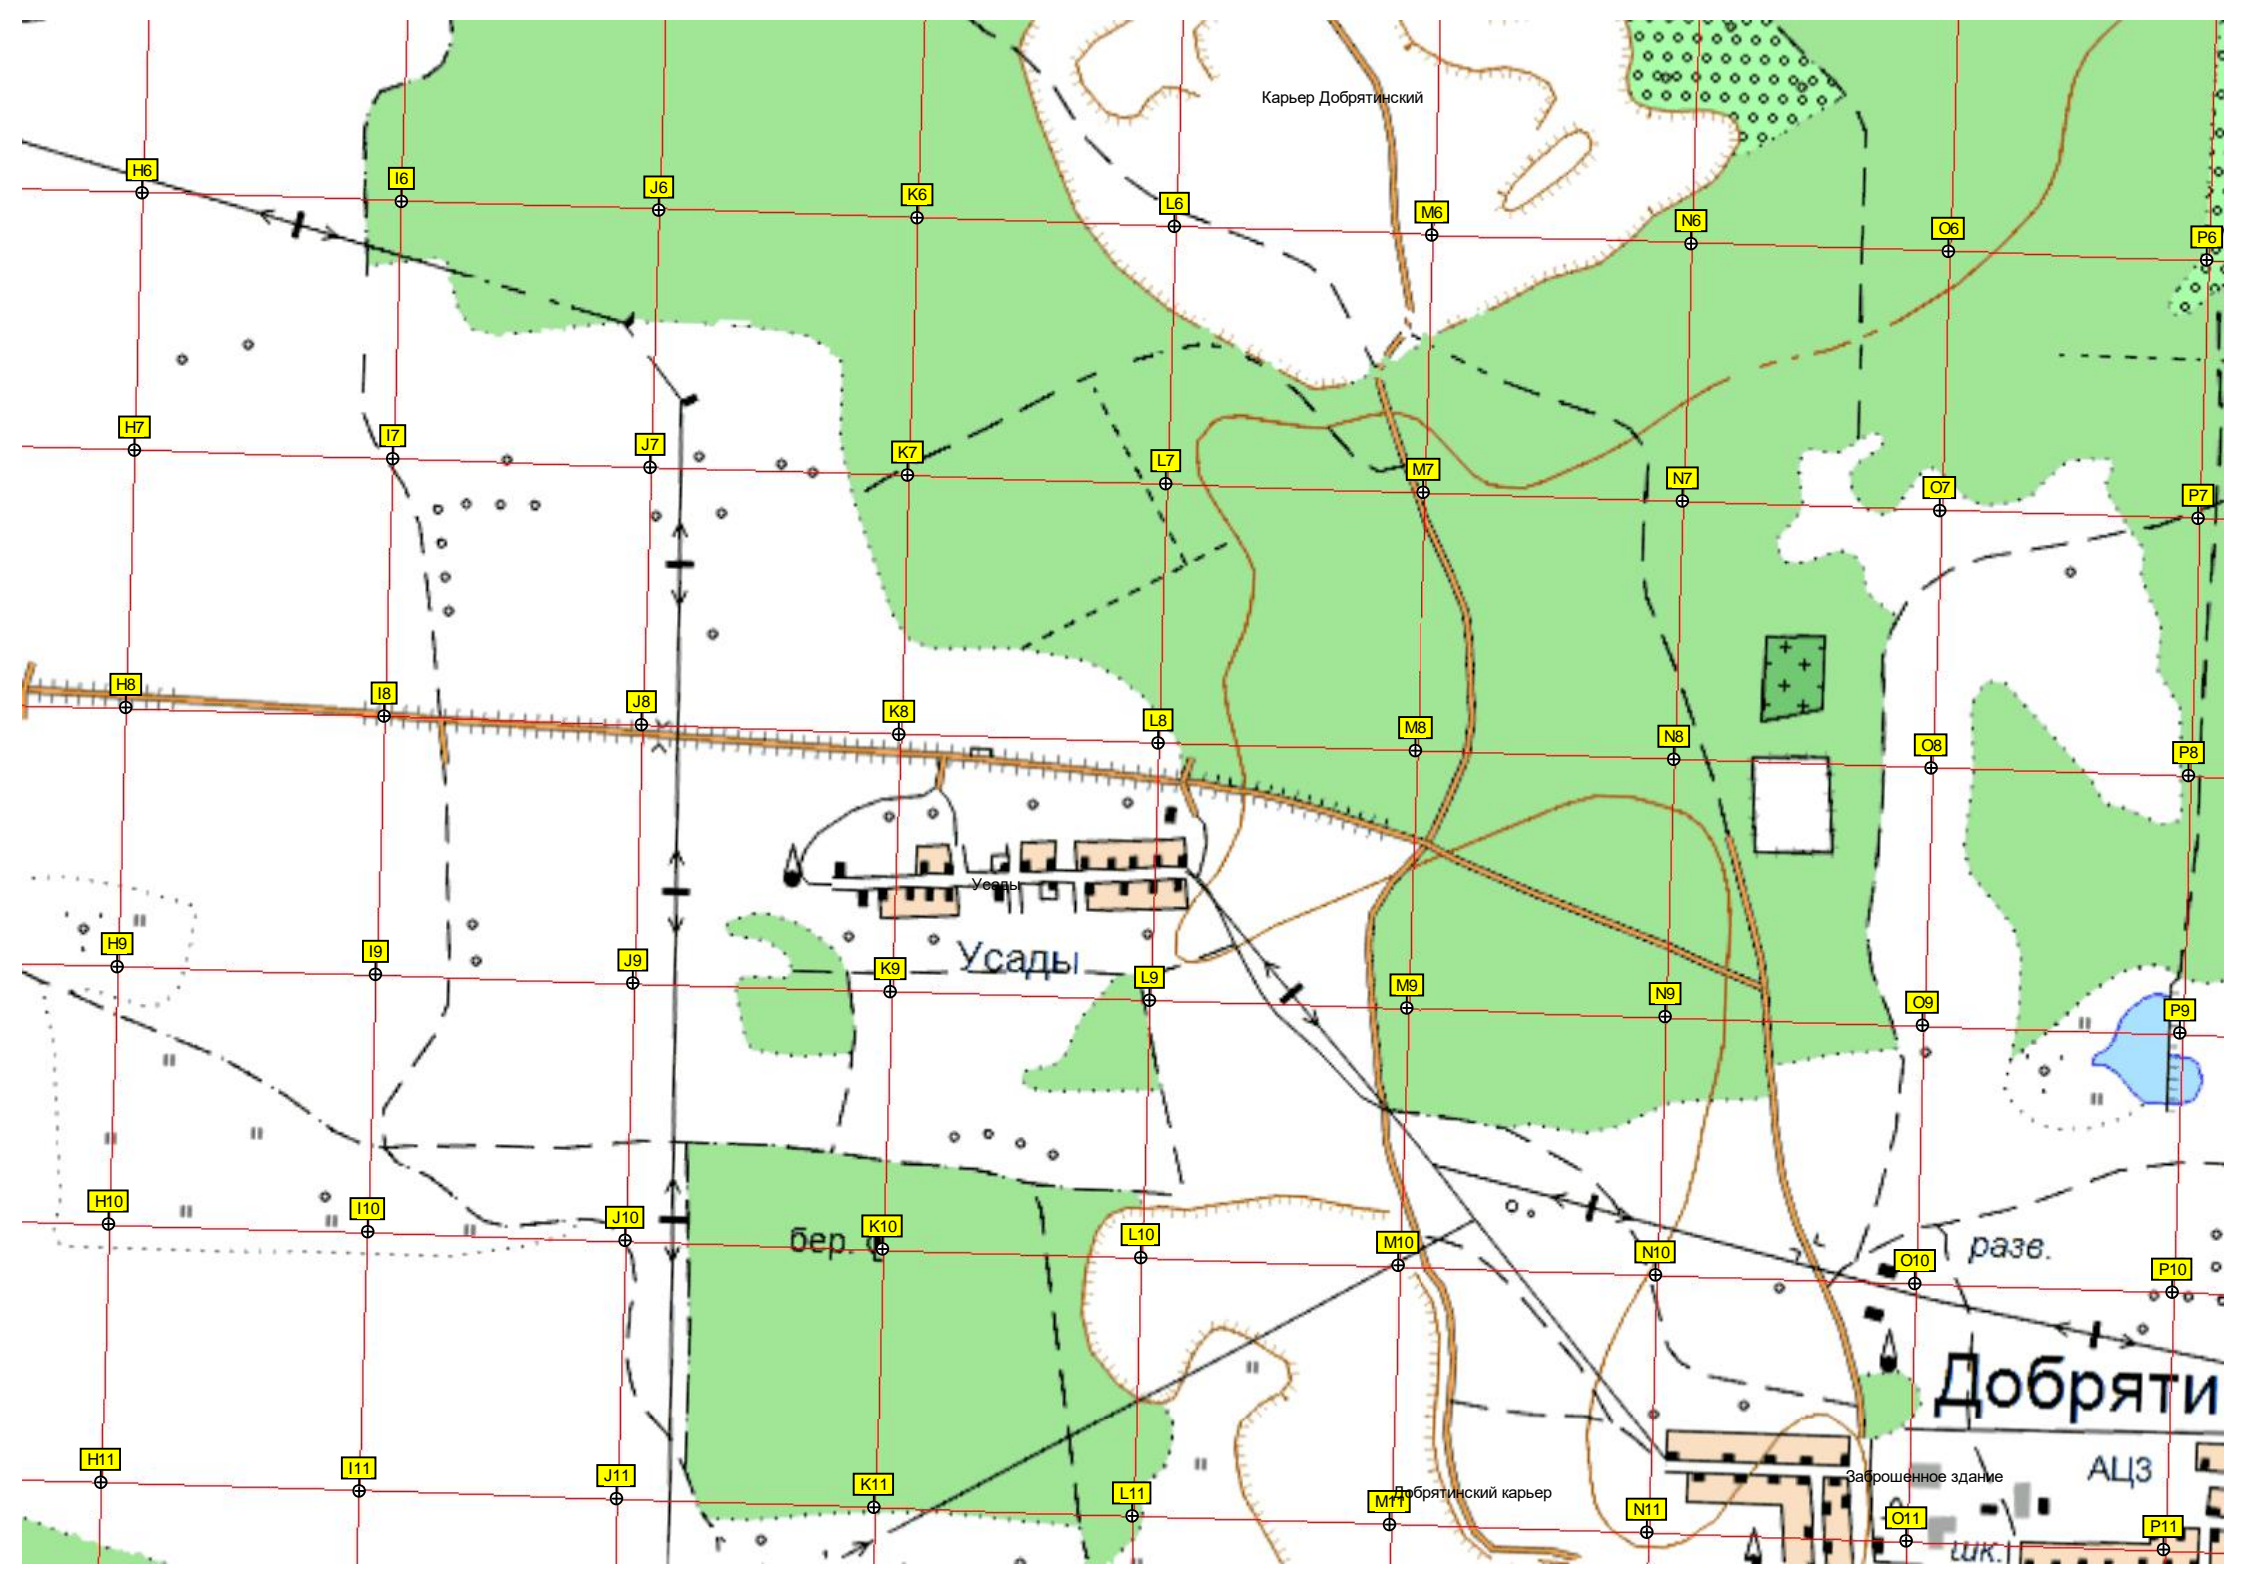 Карьер Добрятинский
H6 I6 J6 K6 L6 M6 N6 O6 P6
H7 I7 J7 K7 L7 M7 N7 O7 P7
H8 I8 J8 K8 L8 M8 N8 O8 P8
Усады
Усады
H9 I9 J9 K9 L9 M9 N9 O9 P9
H10 I10 J10 K10 L10 M10 N10 O10 P10
бер.
разв.
Добряти
АЦЗ
Заброшенное здание
Добрятинский карьер
H11 I11 J11 K11 L11 M11 N11 O11 P11
шк.